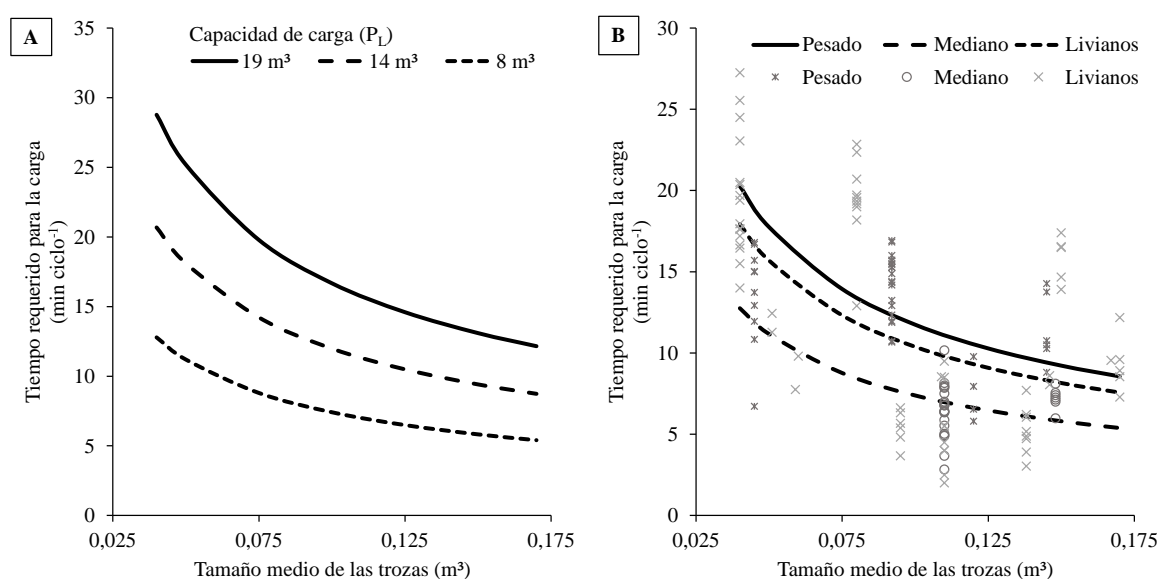 A
Capacidad de carga (P_L)
19 m³ 14 m³ 8 m³
35
30
25
20
15
10
5
0
0,025 0,075 0,125 0,175
Tiempo requerido para la carga
(min ciclo⁻¹)
Tamaño medio de las trozas (m³)
B
Pesado Mediano Livianos
Pesado Mediano Livianos
30
25
20
15
10
5
0
0,025 0,075 0,125 0,175
Tiempo requerido para la carga
(min ciclo⁻¹)
Tamaño medio de las trozas (m³)